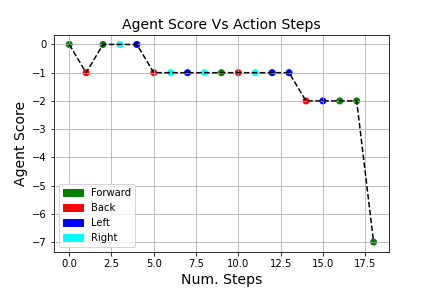 Agent Score Vs Action Steps
0
−1
−2
−3
−4
−5
−6
−7
Agent Score
Forward
Back
Left
Right
0.0 2.5 5.0 7.5 10.0 12.5 15.0 17.5
Num. Steps